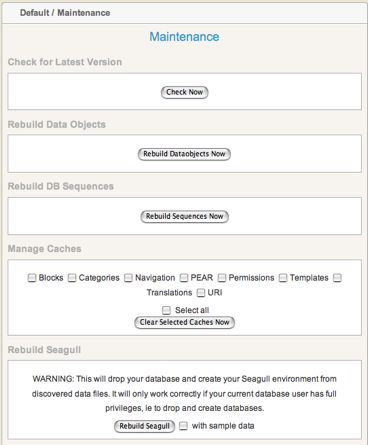 Default / Maintenance
Maintenance
Check for Latest Version
Check Now
Rebuild Data Objects
Rebuild Dataobjects Now
Rebuild DB Sequences
Rebuild Sequences Now
Manage Caches
Blocks Categories Navigation PEAR Permissions Templates
Translations URI
Select all
Clear Selected Caches Now
Rebuild Seagull
WARNING: This will drop your database and create your Seagull environment from
discovered data files. It will only work correctly if your current database user has full
privileges, ie to drop and create databases.
Rebuild Seagull with sample data